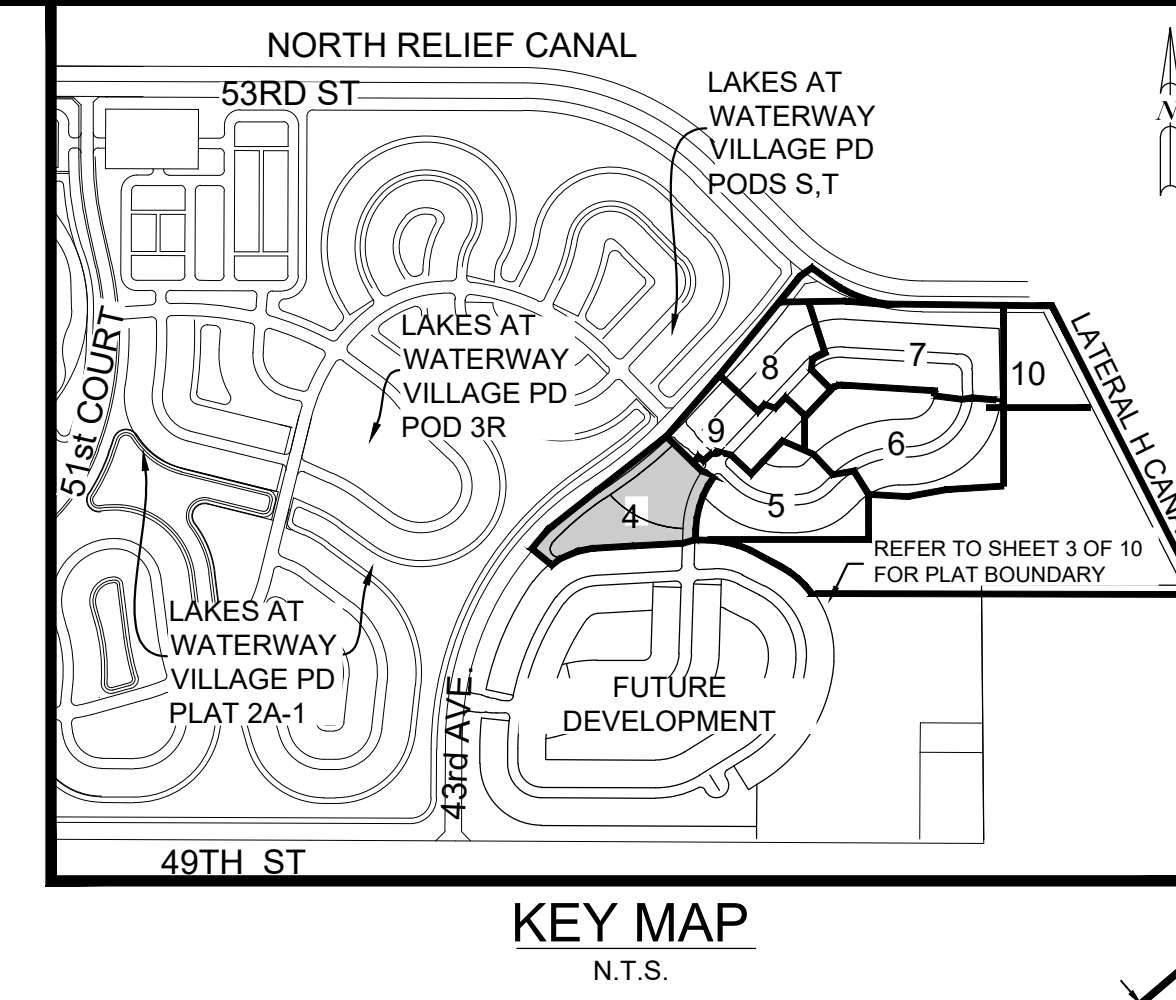 NORTH RELIEF CANAL
53RD ST
LAKES AT
WATERWAY
VILLAGE PD
PODS S,T
N
LAKES AT
WATERWAY
VILLAGE PD
POD 3R
51st COURT
8
7
10
9
6
4
5
LATERAL H CANAL
REFER TO SHEET 3 OF 10
FOR PLAT BOUNDARY
LAKES AT
WATERWAY
VILLAGE PD
PLAT 2A-1
FUTURE
DEVELOPMENT
43rd AVE.
49TH ST
KEY MAP
N.T.S.